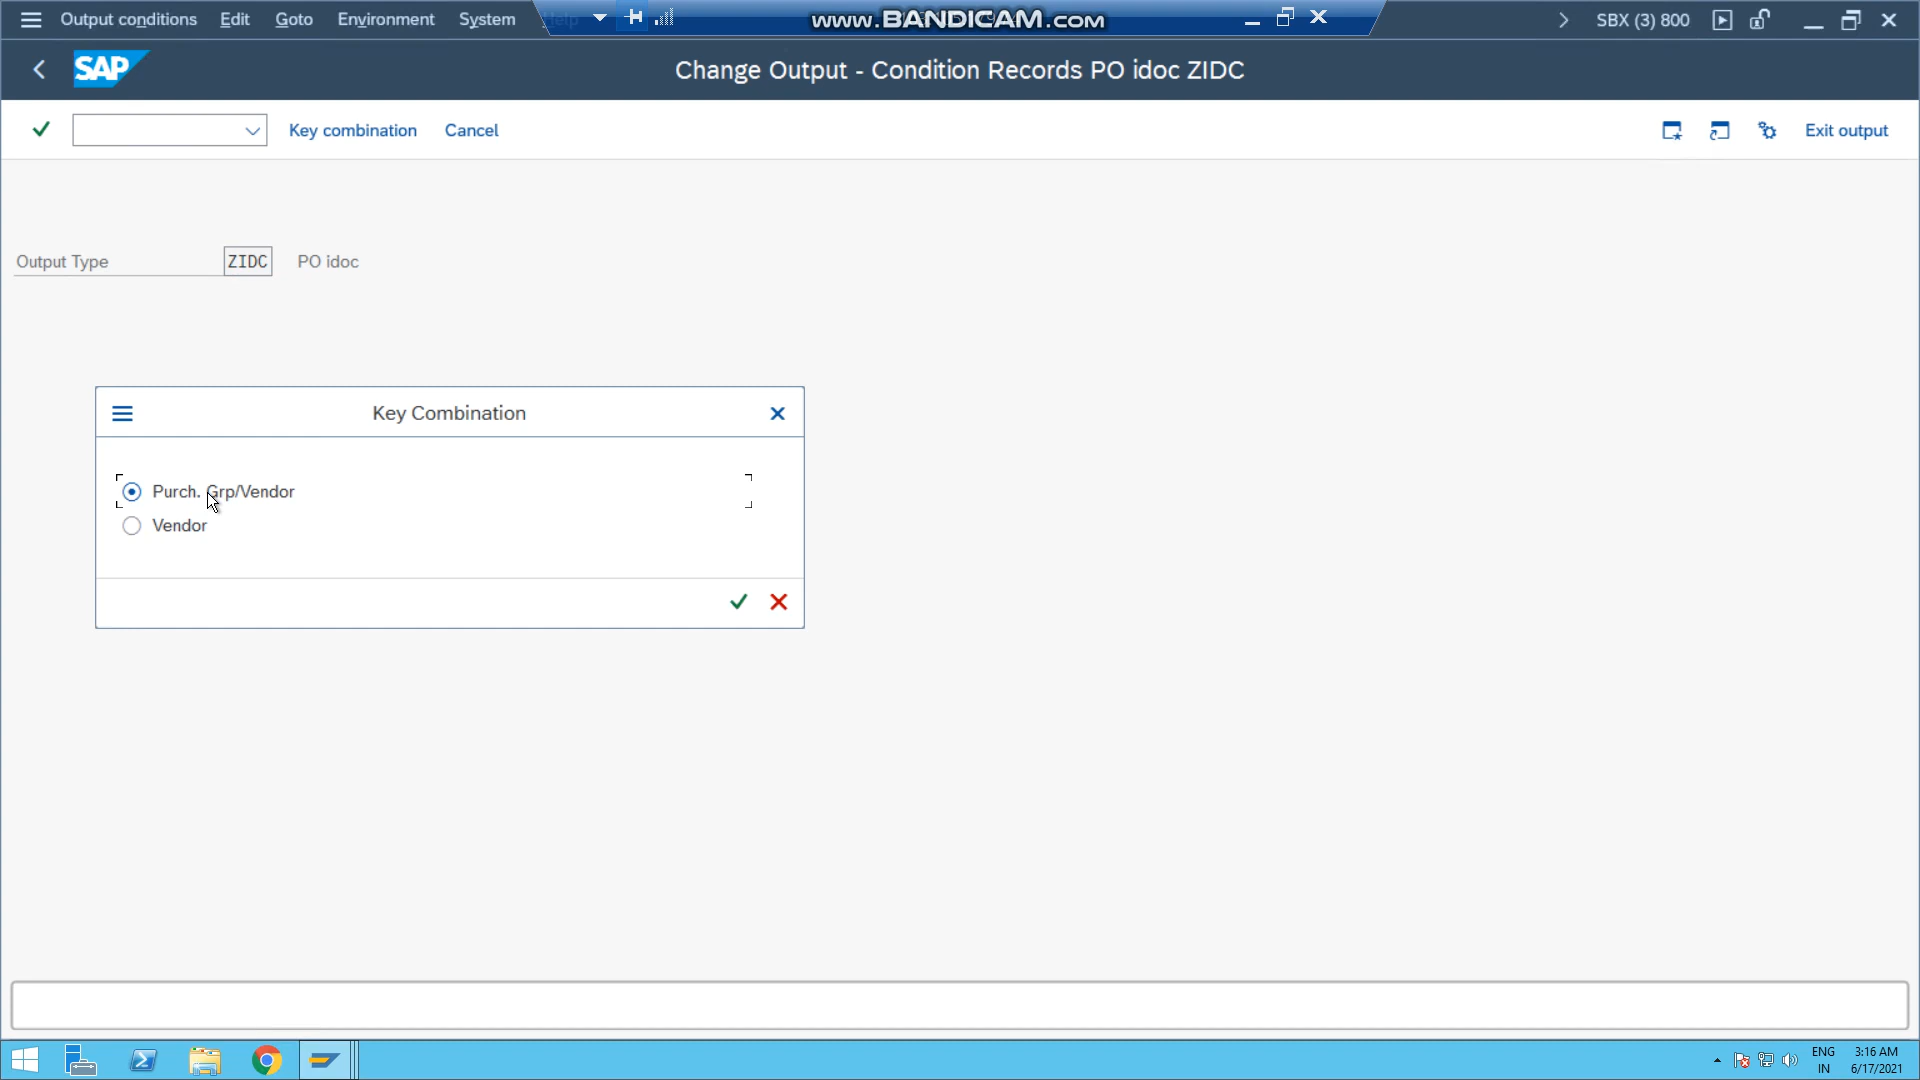 Output conditions Edit Goto Environment System Help
www.BANDICAM.com
SBX (3) 800
SAP
Change Output - Condition Records PO idoc ZIDC
Key combination Cancel Exit output
Output Type ZIDC PO idoc
Key Combination
Purch. Grp/Vendor
Vendor
ENG 3:16 AM
IN 6/17/2021